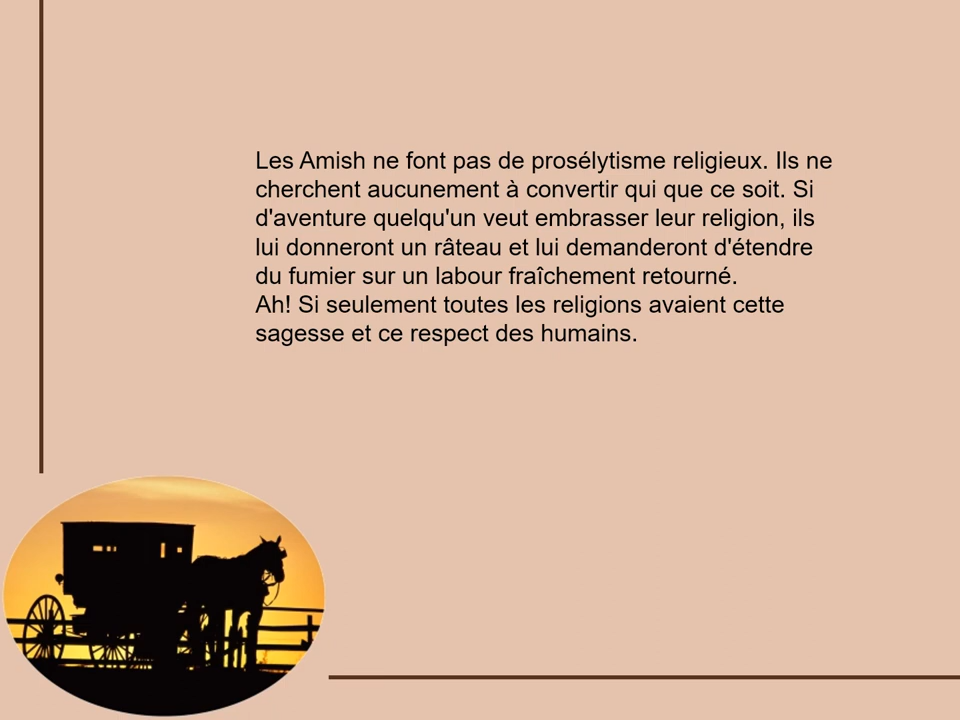 Les Amish ne font pas de prosélytisme religieux. Ils ne
cherchent aucunement à convertir qui que ce soit. Si
d'aventure quelqu'un veut embrasser leur religion, ils
lui donneront un râteau et lui demanderont d'étendre
du fumier sur un labour fraîchement retourné.
Ah! Si seulement toutes les religions avaient cette
sagesse et ce respect des humains.